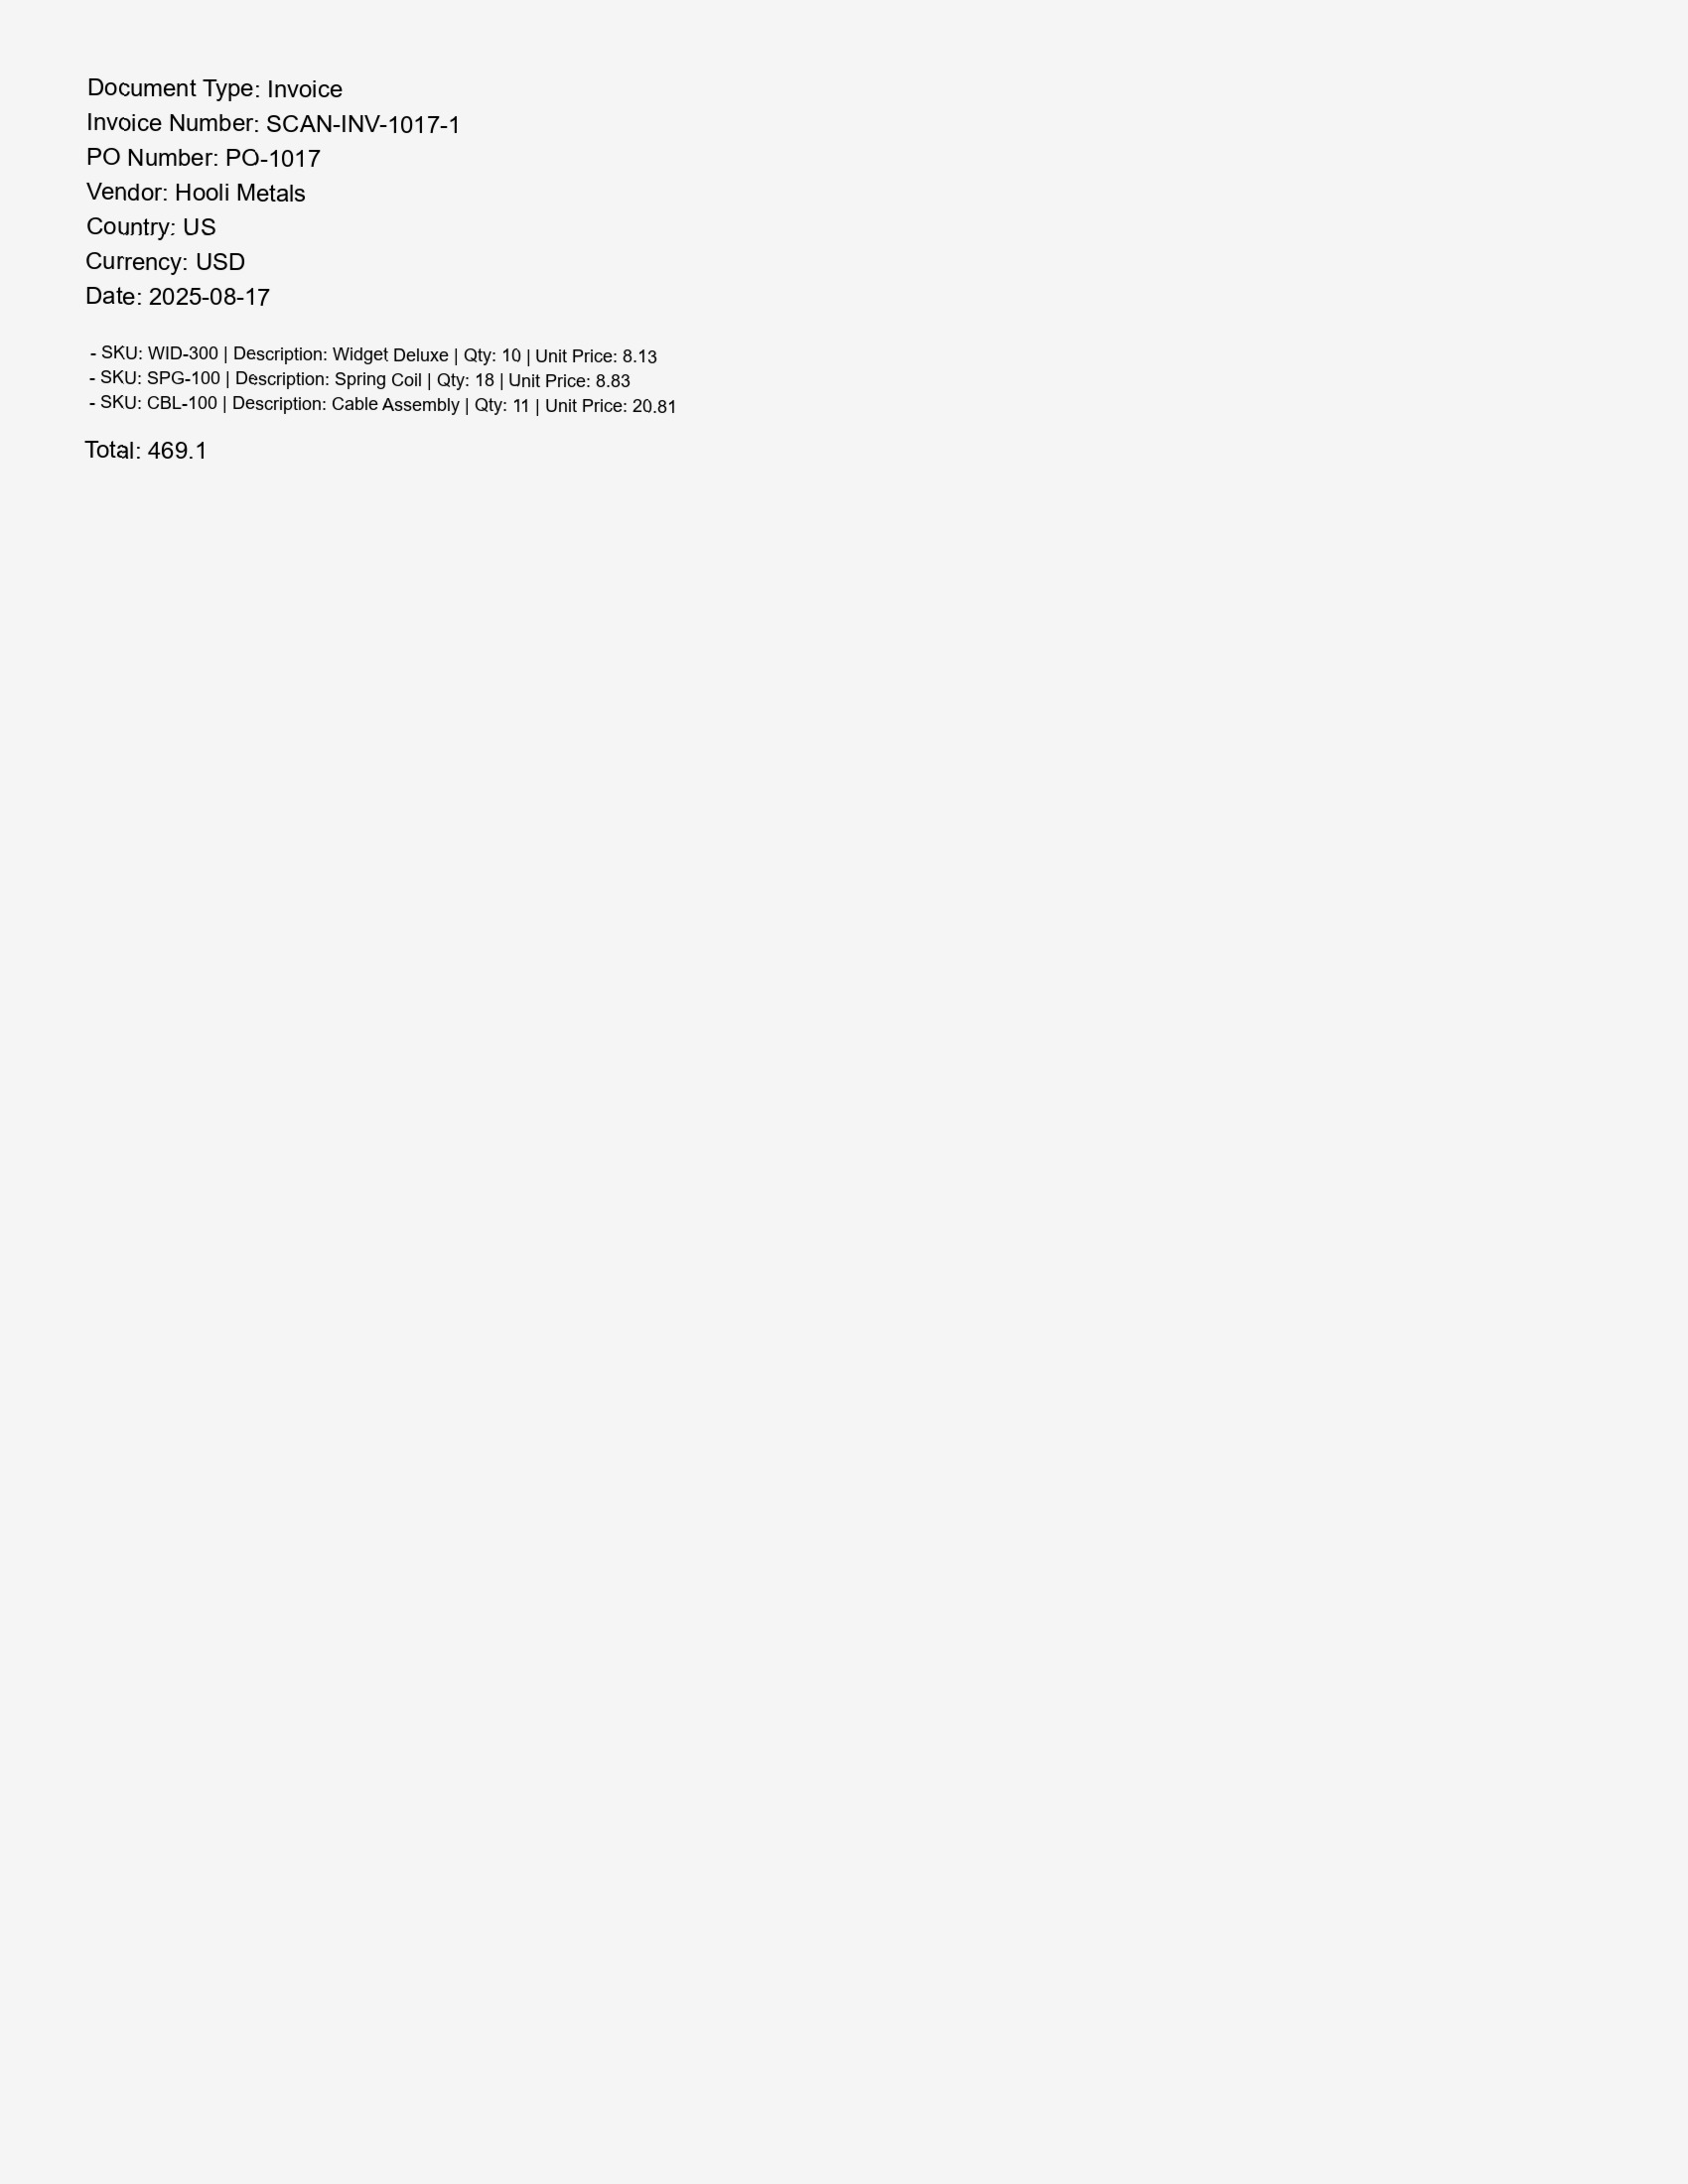 Document Type: Invoice
Invoice Number: SCAN-INV-1017-1
PO Number: PO-1017
Vendor: Hooli Metals
Country: US
Currency: USD
Date: 2025-08-17
- SKU: WID-300 | Description: Widget Deluxe | Qty: 10 | Unit Price: 8.13
- SKU: SPG-100 | Description: Spring Coil | Qty: 18 | Unit Price: 8.83
- SKU: CBL-100 | Description: Cable Assembly | Qty: 11 | Unit Price: 20.81
Total: 469.1